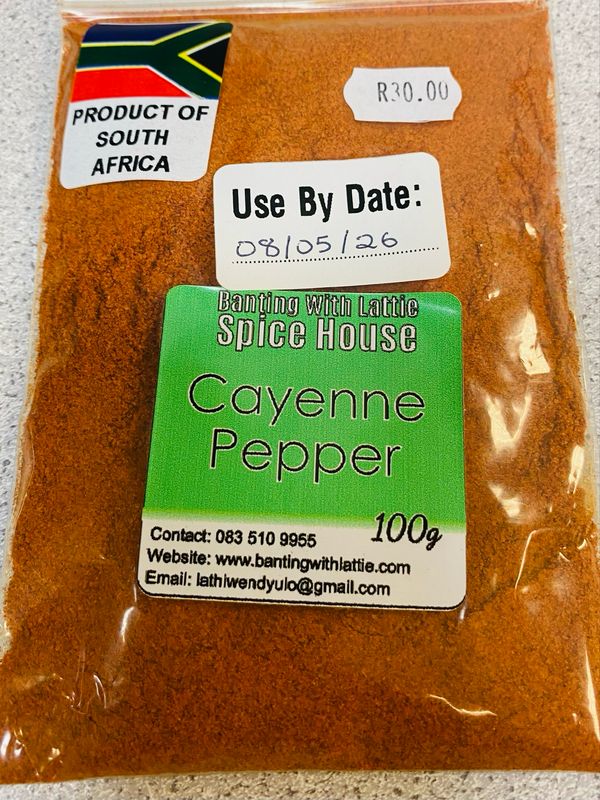 PRODUCT OF
SOUTH
AFRICA
R30.00
Use By Date:
08/05/26
Banting With Lattie
Spice House
Cayenne
Pepper
100g
Contact: 083 510 9955
Website: www.bantingwithlattie.com
Email: lathiwendyulo@gmail.com